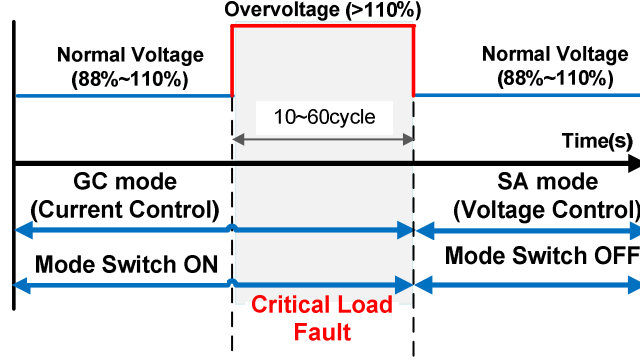 Overvoltage (>110%)
Normal Voltage
(88%~110%)
Normal Voltage
(88%~110%)
10~60cycle
Time(s)
GC mode
(Current Control)
SA mode
(Voltage Control)
Mode Switch ON
Mode Switch OFF
Critical Load
Fault